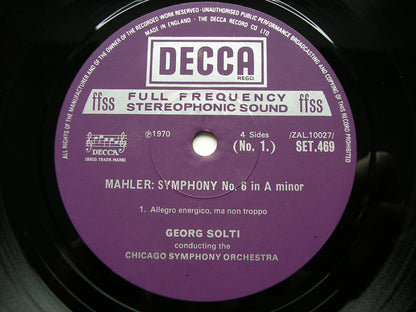 ALL RIGHTS OF THE MANUFACTURER AND OF THE OWNER OF THE RECORDED WORK RESERVED · UNAUTHORISED PUBLIC PERFORMANCE BROADCASTING AND COPYING OF THIS RECORD PROHIBITED
MADE IN ENGLAND · THE DECCA RECORD CO LTD
DECCA
REGD.
ffss FULL FREQUENCY ffss
STEREOPHONIC SOUND
DECCA
(REGD. TRADE MARK)
℗1970
4 Sides
(No. 1.)
/ZAL.10027/
SET.469
MAHLER: SYMPHONY No. 6 in A minor
1. Allegro energico, ma non troppo
GEORG SOLTI
conducting the
CHICAGO SYMPHONY ORCHESTRA